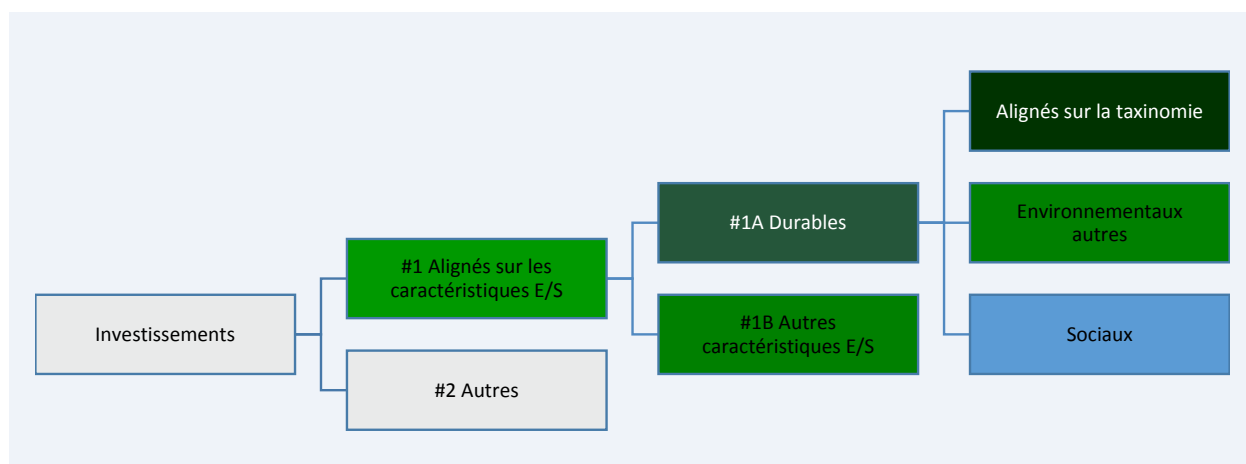 Investissements
#1 Alignés sur les
caractéristiques E/S
#2 Autres
#1A Durables
#1B Autres
caractéristiques E/S
Alignés sur la taxinomie
Environnementaux
autres
Sociaux